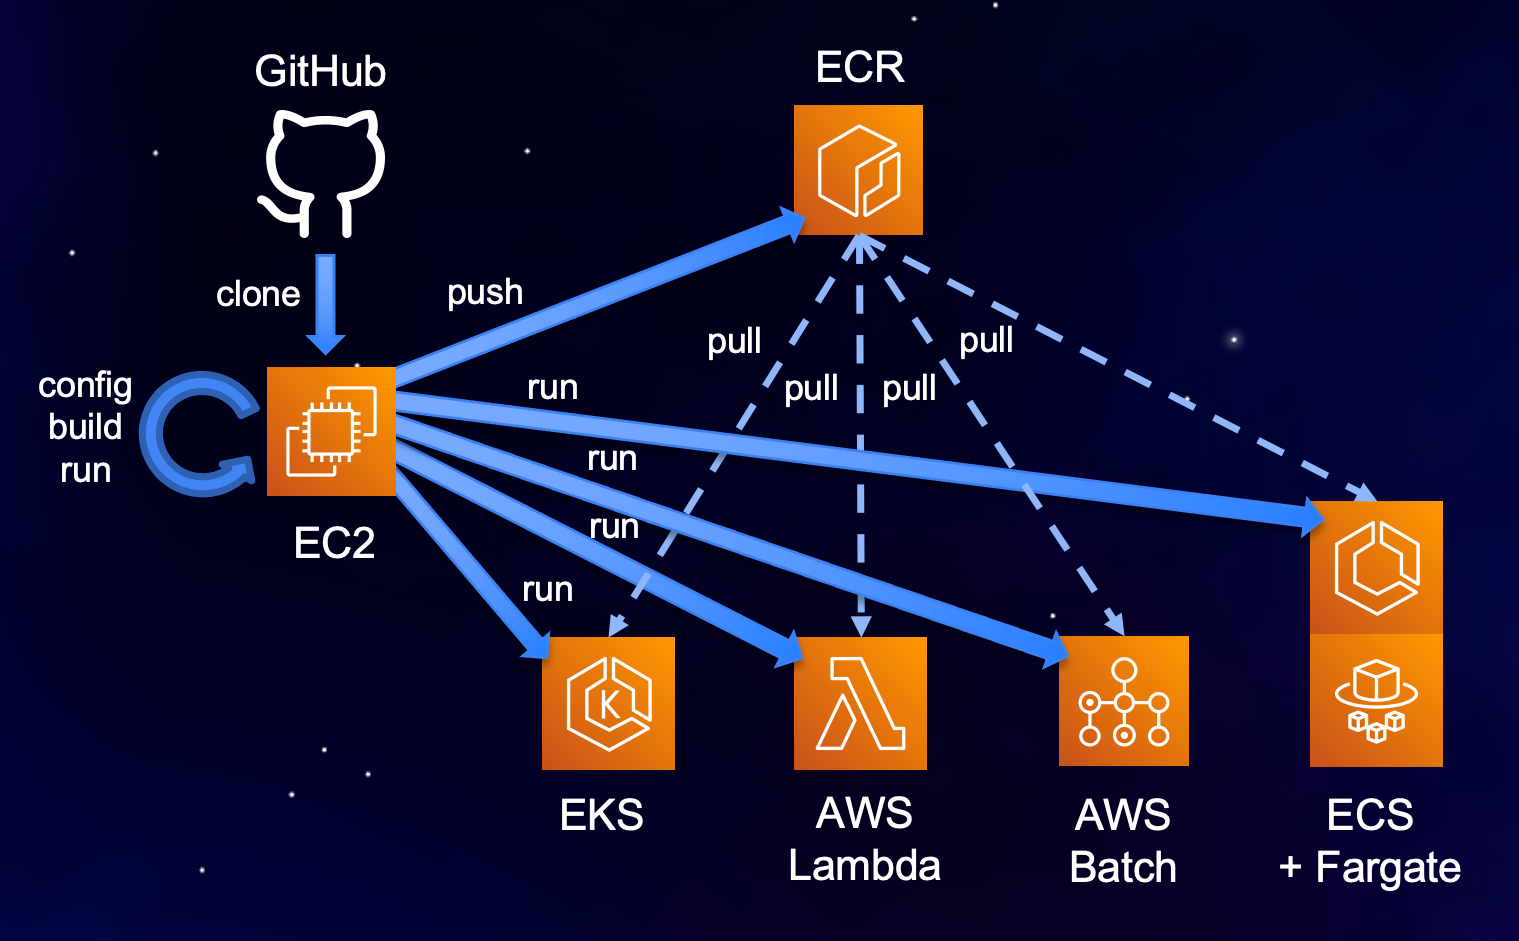 GitHub
ECR
clone
push
pull
pull
pull
pull
config
build
run
run
run
run
run
EC2
K
EKS
AWS
Lambda
AWS
Batch
ECS
+ Fargate